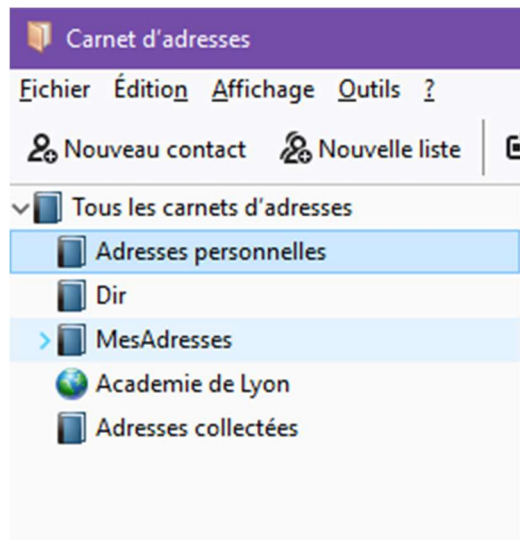 Carnet d'adresses
Fichier Édition Affichage Outils ?
Nouveau contact Nouvelle liste
Tous les carnets d'adresses
Adresses personnelles
Dir
MesAdresses
Academie de Lyon
Adresses collectées